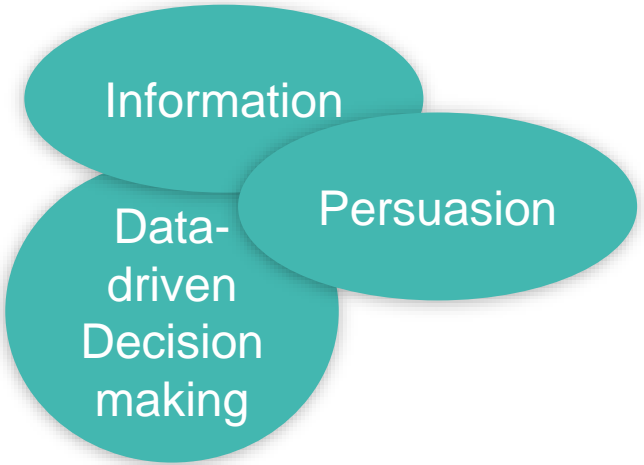 Information
Persuasion
Data-
driven
Decision
making